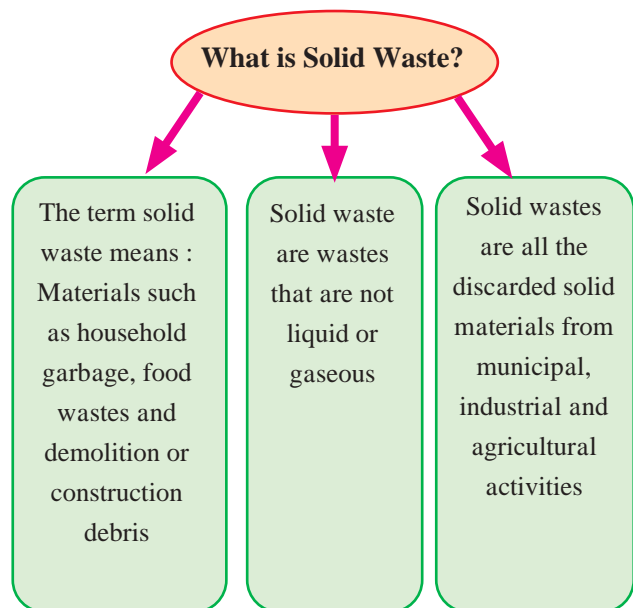 What is Solid Waste?
The term solid
waste means :
Materials such
as household
garbage, food
wastes and
demolition or
construction
debris
Solid waste
are wastes
that are not
liquid or
gaseous
Solid wastes
are all the
discarded solid
materials from
municipal,
industrial and
agricultural
activities